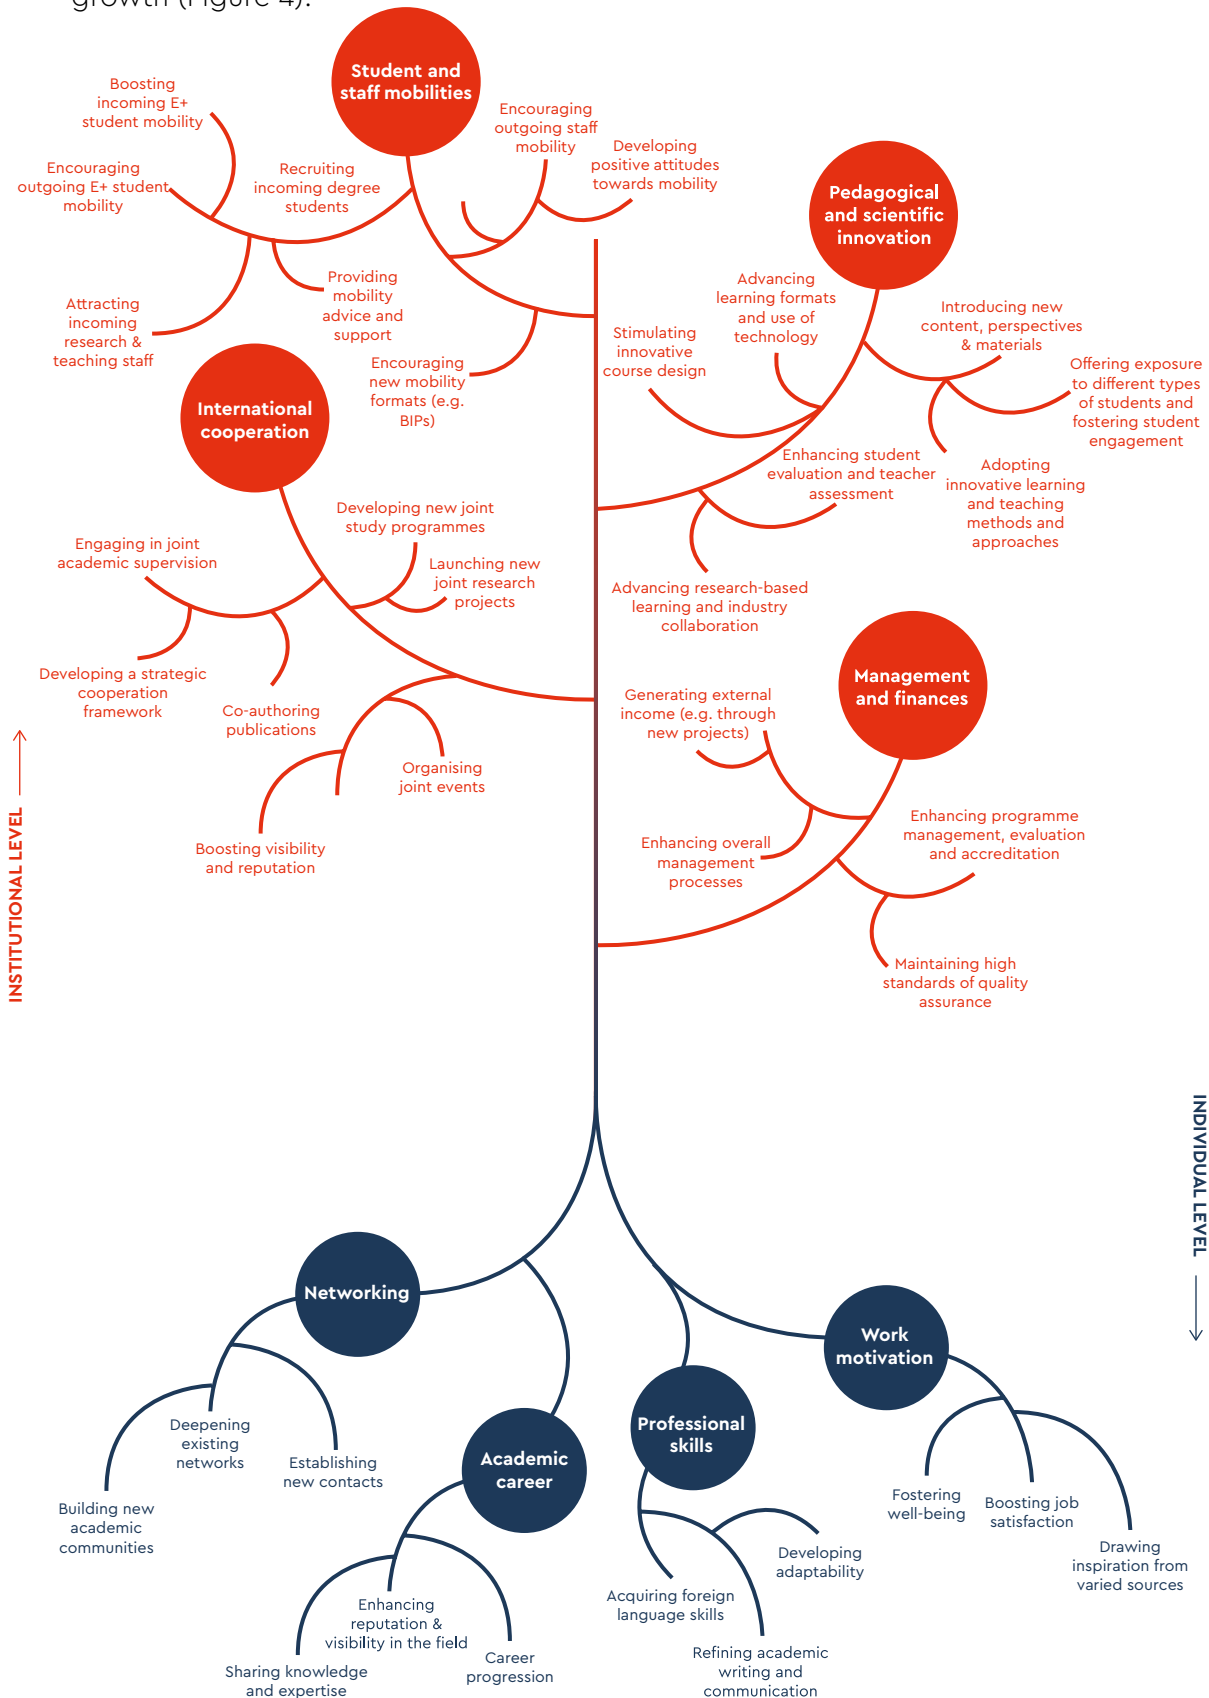 growth (Figure 4).
Student and
staff mobilities
Boosting
incoming E+
student mobility
Encouraging
outgoing E+ student
mobility
Recruiting
incoming degree
students
Encouraging
outgoing staff
mobility
Developing
positive attitudes
towards mobility
Attracting
incoming
research &
teaching staff
Providing
mobility
advice and
support
Encouraging
new mobility
formats (e.g.
BIPs)
Pedagogical
and scientific
innovation
Advancing
learning formats
and use of
technology
Stimulating
innovative
course design
Introducing new
content, perspectives
& materials
Offering exposure
to different types
of students and
fostering student
engagement
Enhancing student
evaluation and teacher
assessment
Adopting
innovative learning
and teaching
methods and
approaches
Advancing research-based
learning and industry
collaboration
International
cooperation
Developing new joint
study programmes
Engaging in joint
academic supervision
Launching new
joint research
projects
Developing a strategic
cooperation
framework
Co-authoring
publications
Organising
joint events
Boosting visibility
and reputation
Management
and finances
Generating external
income (e.g. through
new projects)
Enhancing overall
management
processes
Enhancing programme
management, evaluation
and accreditation
Maintaining high
standards of quality
assurance
INSTITUTIONAL LEVEL
INDIVIDUAL LEVEL
Networking
Deepening
existing
networks
Establishing
new contacts
Building new
academic
communities
Academic
career
Enhancing
reputation &
visibility in the field
Career
progression
Sharing knowledge
and expertise
Professional
skills
Developing
adaptability
Acquiring foreign
language skills
Refining academic
writing and
communication
Work
motivation
Fostering
well-being
Boosting job
satisfaction
Drawing
inspiration from
varied sources